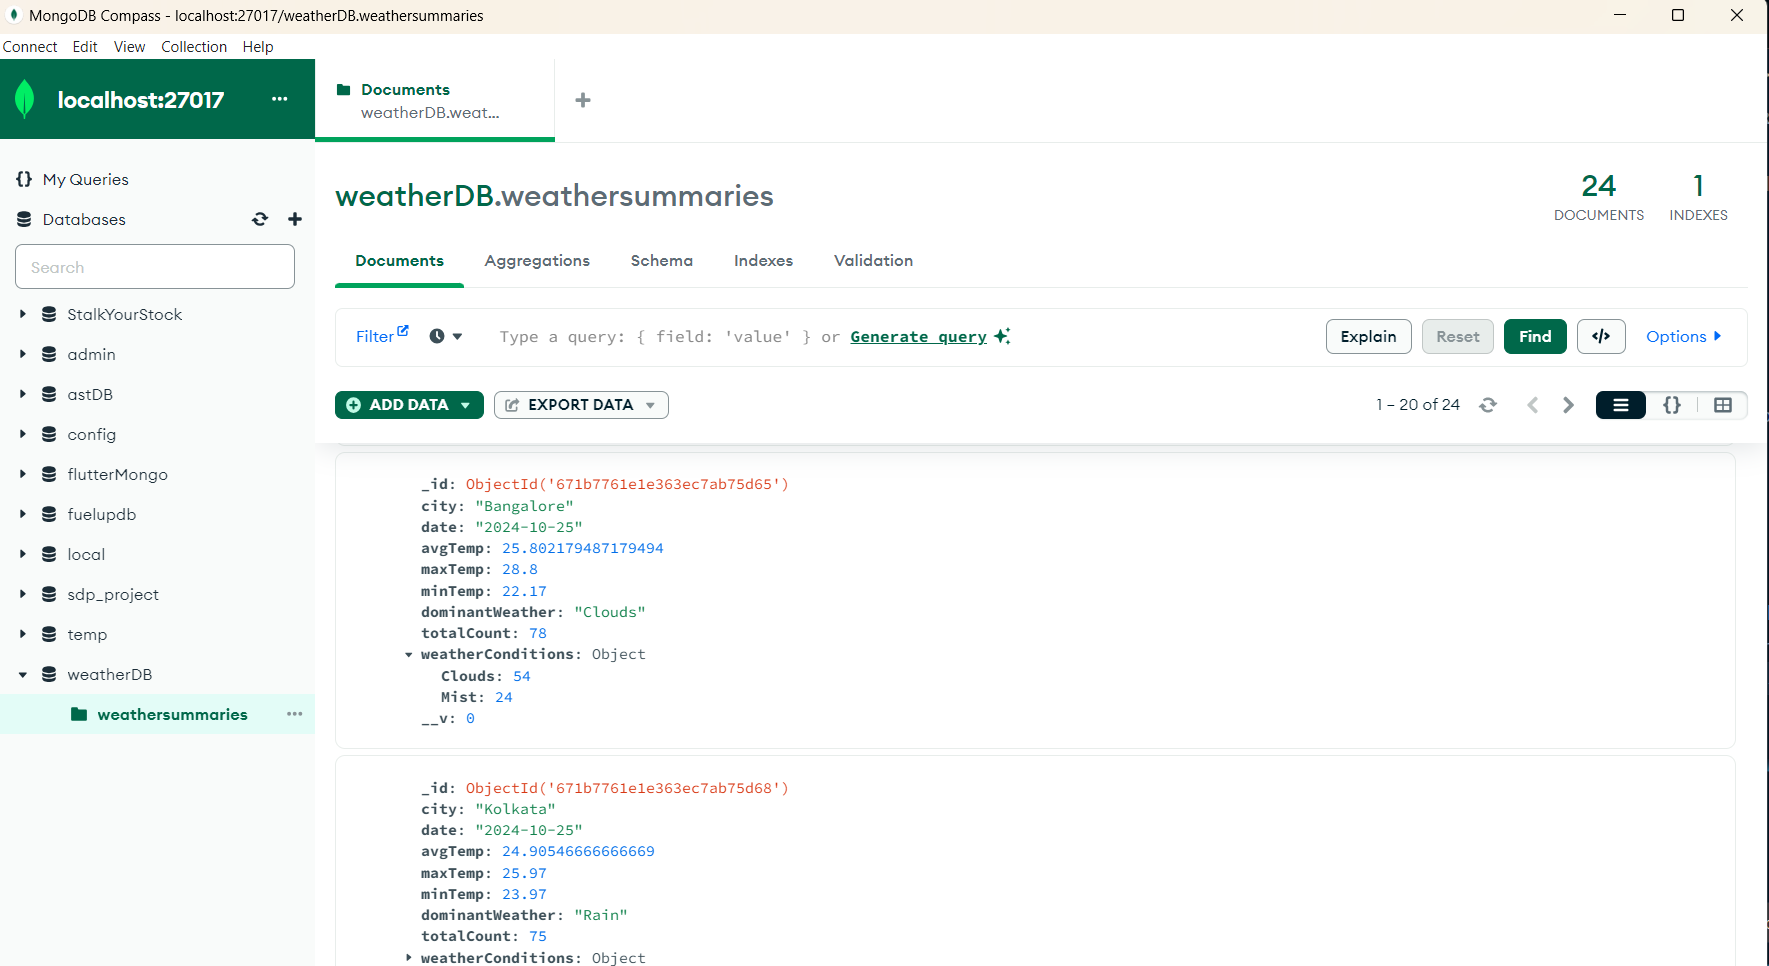 MongoDB Compass - localhost:27017/weatherDB.weathersummaries
Connect Edit View Collection Help
localhost:27017 ...
Documents
weatherDB.weat...
My Queries
Databases
Search
StalkYourStock
admin
astDB
config
flutterMongo
fuelupdb
local
sdp_project
temp
weatherDB
weathersummaries ...
weatherDB.weathersummaries
24 DOCUMENTS
1 INDEXES
Documents Aggregations Schema Indexes Validation
Filter Type a query: { field: 'value' } or Generate query Explain Reset Find </> Options
ADD DATA EXPORT DATA 1 – 20 of 24 {}
_id: ObjectId('671b7761e1e363ec7ab75d65')
city: "Bangalore"
date: "2024-10-25"
avgTemp: 25.802179487179494
maxTemp: 28.8
minTemp: 22.17
dominantWeather: "Clouds"
totalCount: 78
weatherConditions: Object
Clouds: 54
Mist: 24
__v: 0
_id: ObjectId('671b7761e1e363ec7ab75d68')
city: "Kolkata"
date: "2024-10-25"
avgTemp: 24.90546666666669
maxTemp: 25.97
minTemp: 23.97
dominantWeather: "Rain"
totalCount: 75
weatherConditions: Object